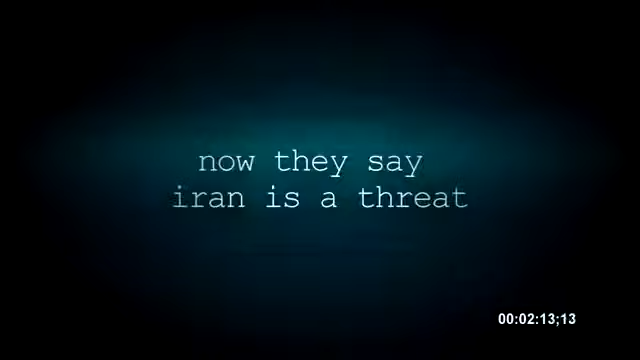 now they say
iran is a threat
00:02:13;13